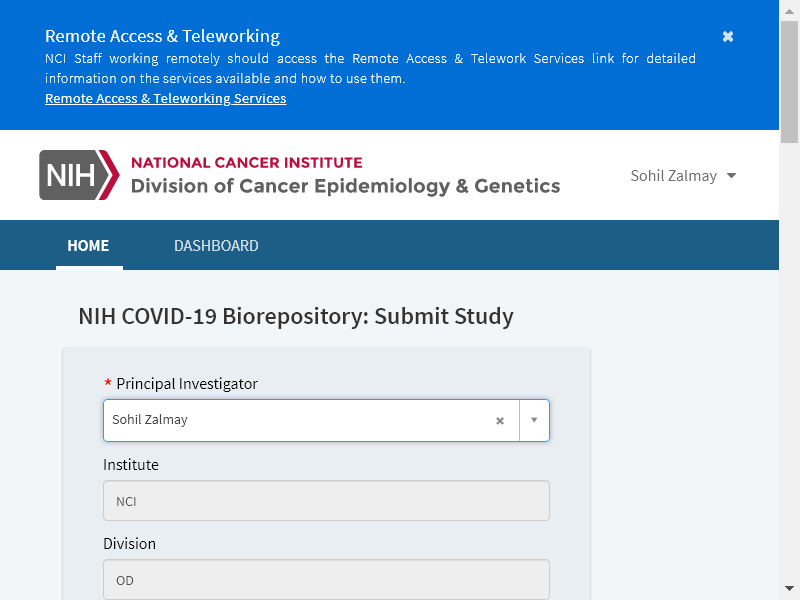 Remote Access & Teleworking
NCI Staff working remotely should access the Remote Access & Telework Services link for detailed
information on the services available and how to use them.
Remote Access & Teleworking Services
NIH
NATIONAL CANCER INSTITUTE
Division of Cancer Epidemiology & Genetics
Sohil Zalmay
HOME
DASHBOARD
NIH COVID-19 Biorepository: Submit Study
* Principal Investigator
Sohil Zalmay
Institute
NCI
Division
OD